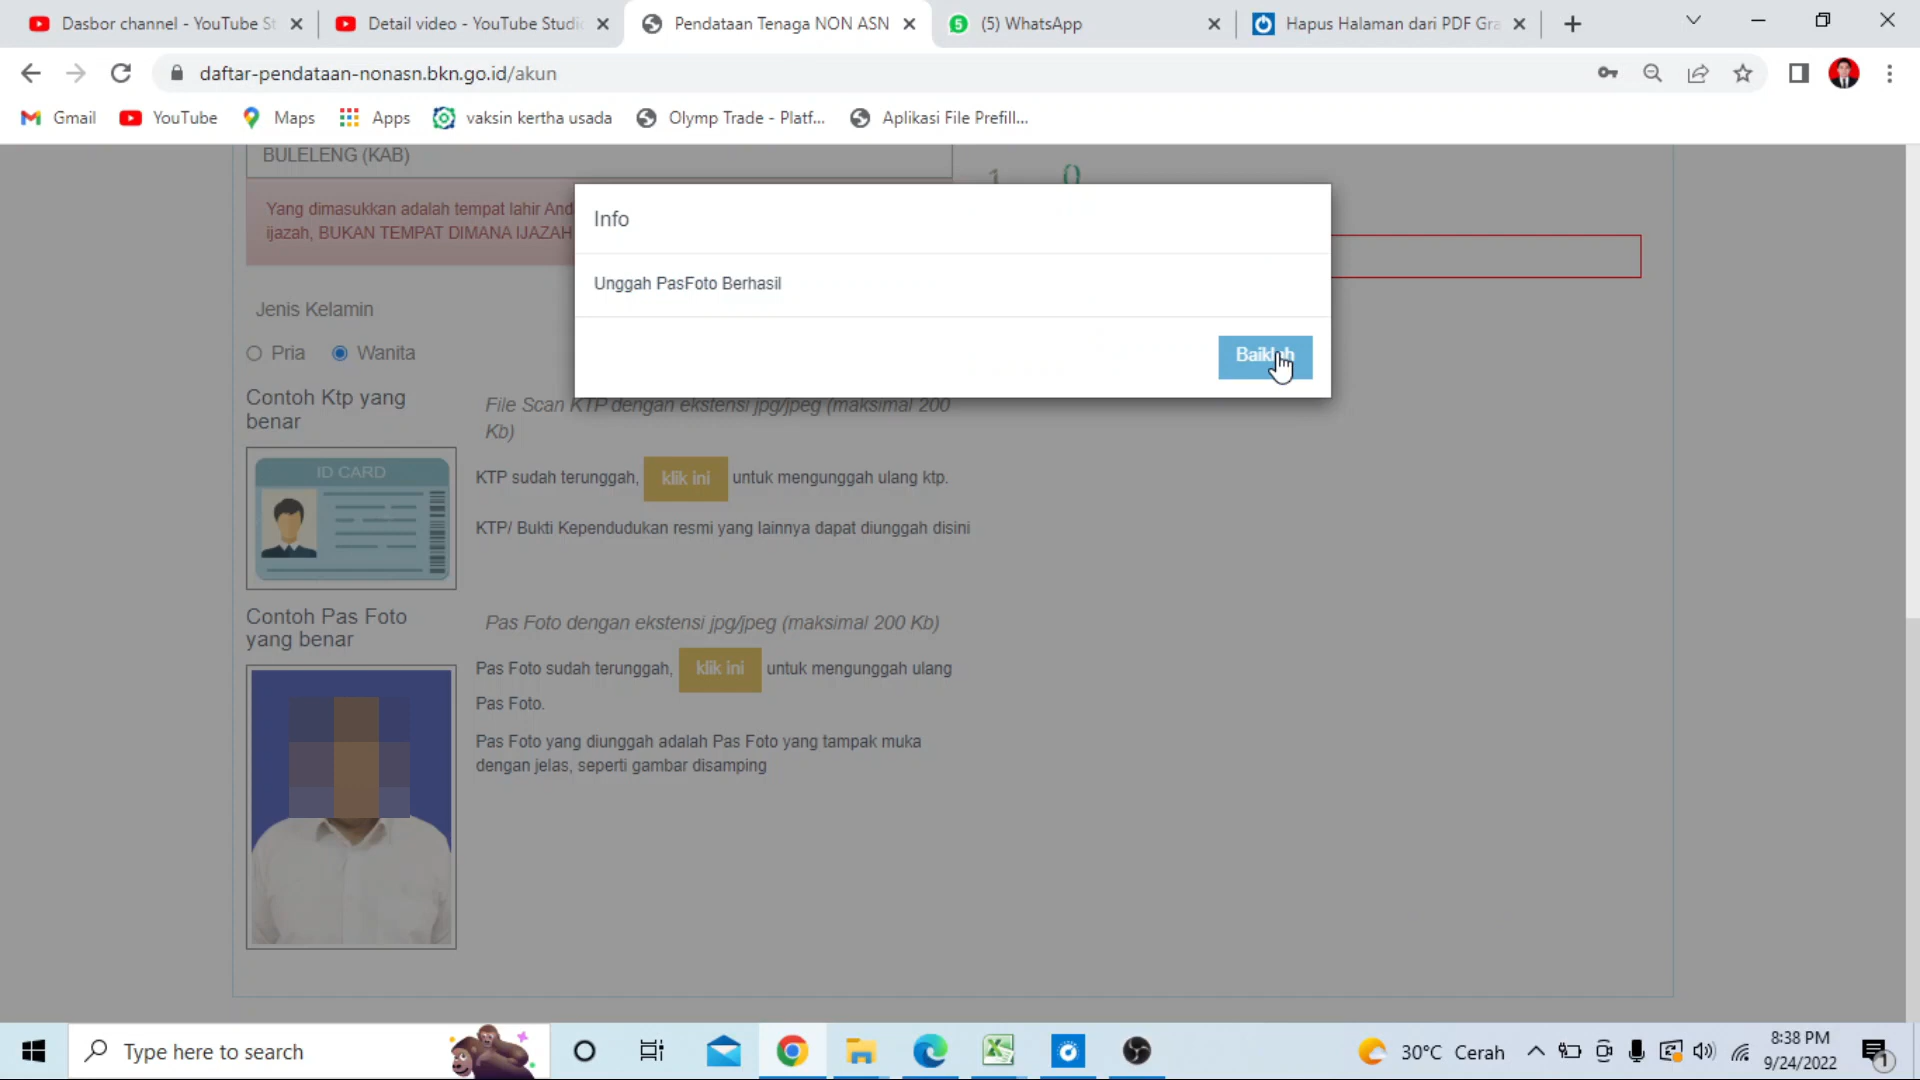 Dasbor channel - YouTube St
Detail video - YouTube Studio
Pendataan Tenaga NON ASN
5
(5) WhatsApp
Hapus Halaman dari PDF Gra
daftar-pendataan-nonasn.bkn.go.id/akun
Gmail
YouTube
Maps
Apps
vaksin kertha usada
Olymp Trade - Platf...
Aplikasi File Prefill...
BULELENG (KAB)
Yang dimasukkan adalah tempat lahir And
ijazah, BUKAN TEMPAT DIMANA IJAZAH
Info
Unggah PasFoto Berhasil
Baiklah
Jenis Kelamin
Pria
Wanita
Contoh Ktp yang
benar
ID CARD
File Scan KTP dengan ekstensi jpg/jpeg (maksimal 200
Kb)
KTP sudah terunggah, klik ini untuk mengunggah ulang ktp.
KTP/ Bukti Kependudukan resmi yang lainnya dapat diunggah disini
Contoh Pas Foto
yang benar
Pas Foto dengan ekstensi jpg/jpeg (maksimal 200 Kb)
Pas Foto sudah terunggah, klik ini untuk mengunggah ulang
Pas Foto.
Pas Foto yang diunggah adalah Pas Foto yang tampak muka
dengan jelas, seperti gambar disamping
Type here to search
30°C Cerah
8:38 PM
9/24/2022
1